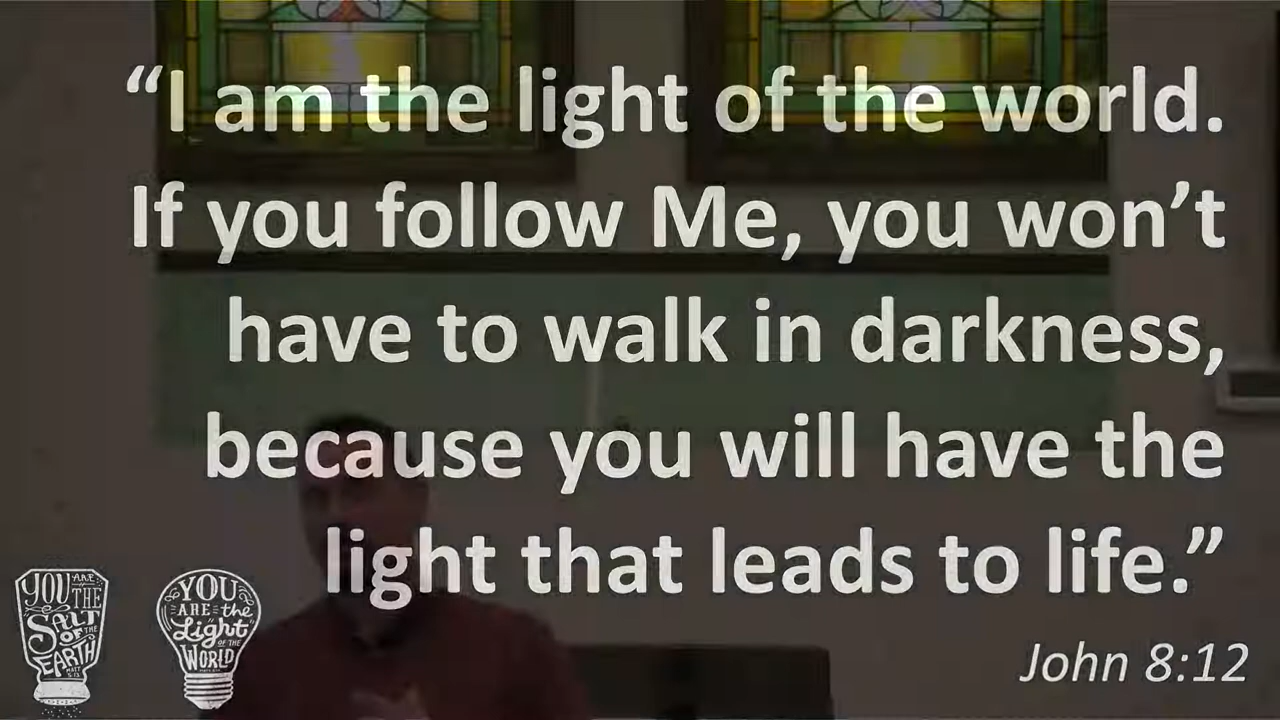 “I am the light of the world.
If you follow Me, you won’t
have to walk in darkness,
because you will have the
light that leads to life.”
John 8:12
YOU ARE
THE
SALT
OF THE
EARTH
YOU
ARE the
Light
OF THE
WORLD